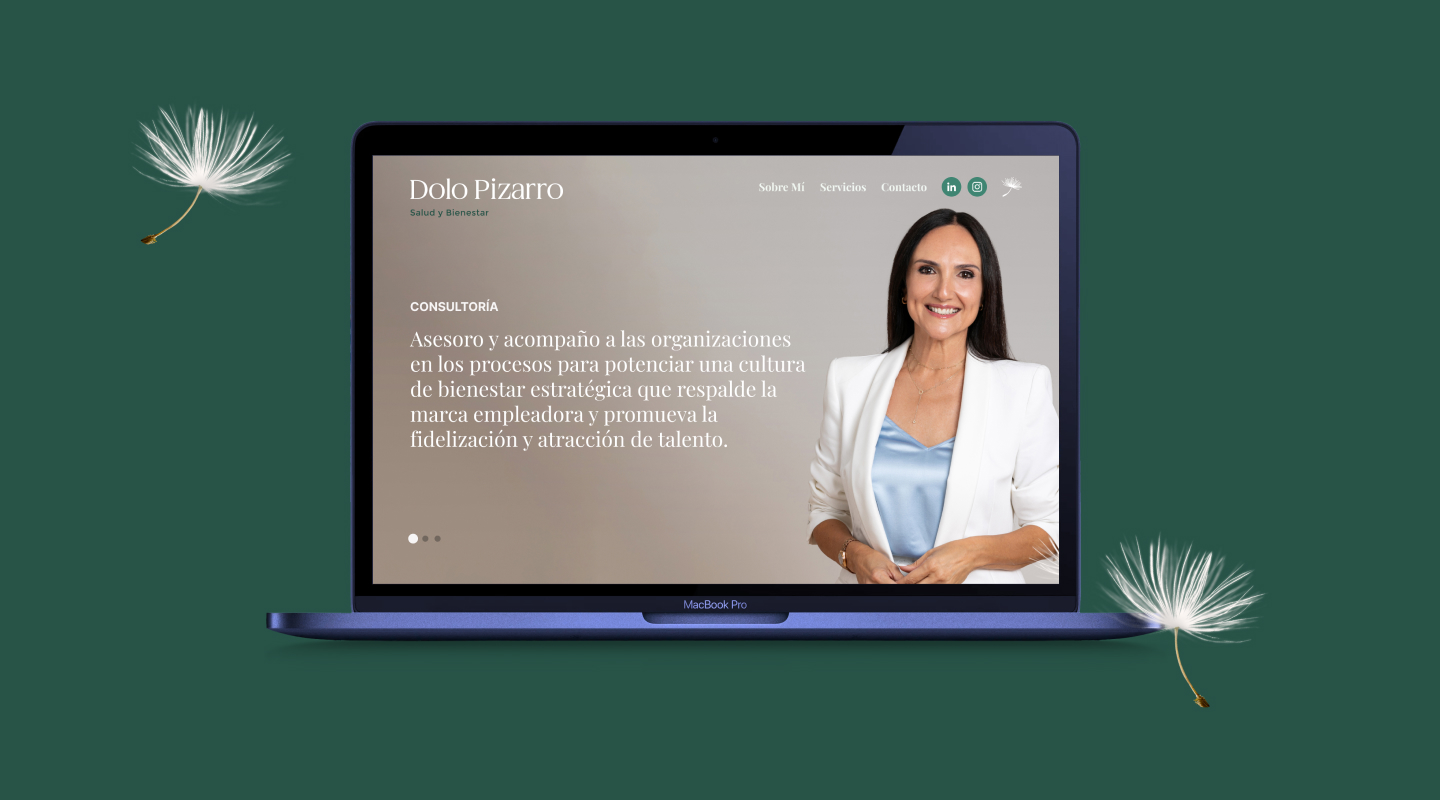 Dolo Pizarro
Salud y Bienestar
Sobre Mí Servicios Contacto
in
CONSULTORÍA
Asesoro y acompaño a las organizaciones
en los procesos para potenciar una cultura
de bienestar estratégica que respalde la
marca empleadora y promueva la
fidelización y atracción de talento.
MacBook Pro